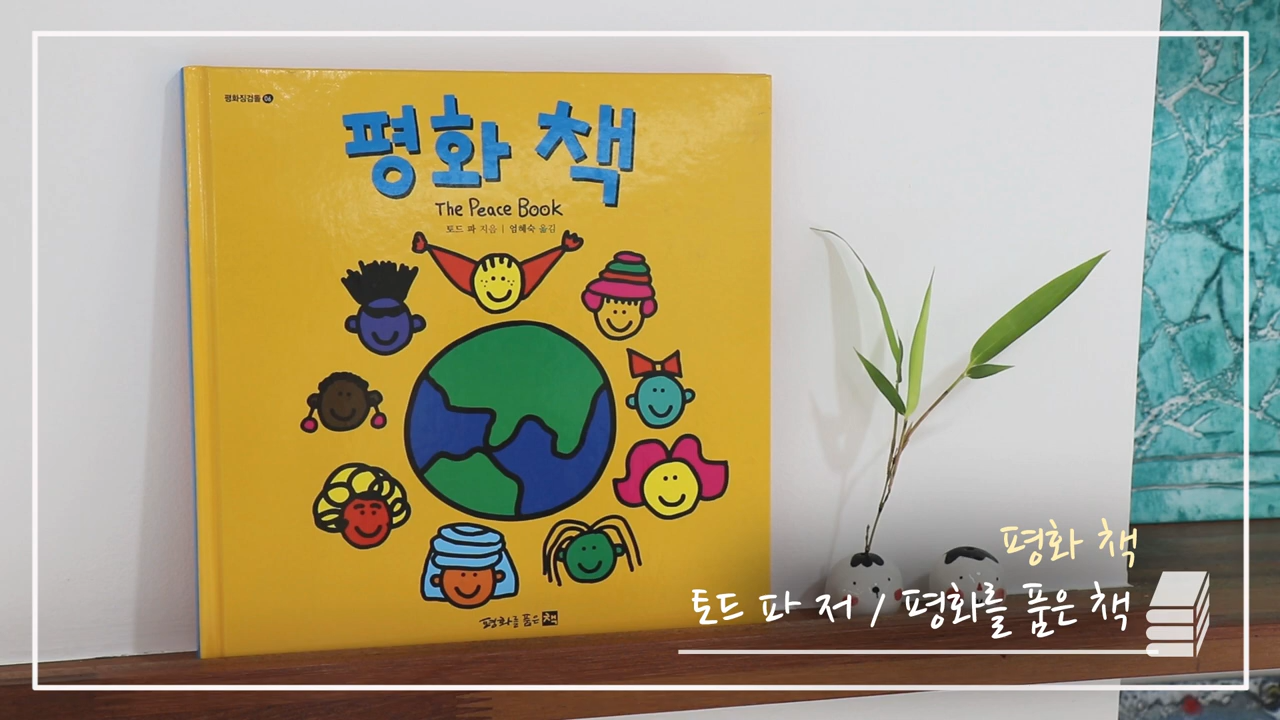 평화징검돌 04
평화 책
The Peace Book
토드 파 지음 | 엄혜숙 옮김
평화를 품은 책
평화 책
토드 파 저 / 평화를 품은 책